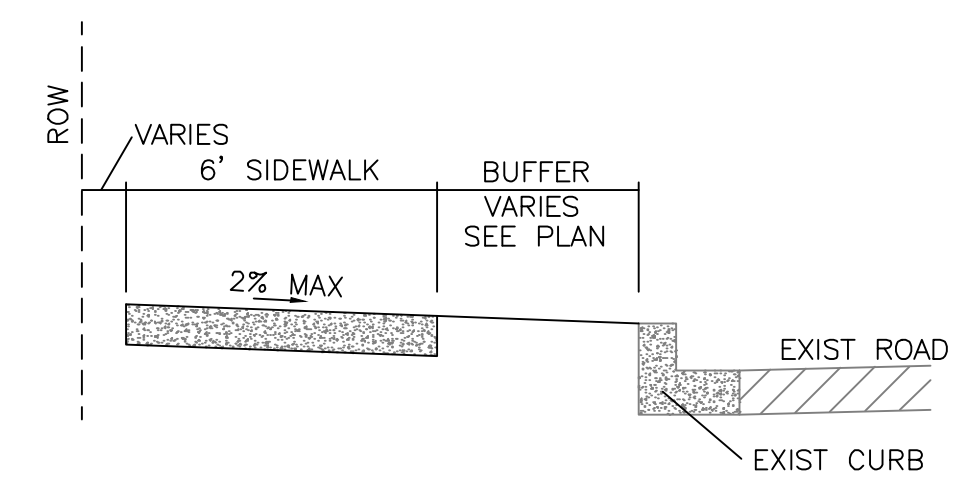 ROW
VARIES
6' SIDEWALK
BUFFER
VARIES
SEE PLAN
2% MAX
EXIST ROAD
EXIST CURB